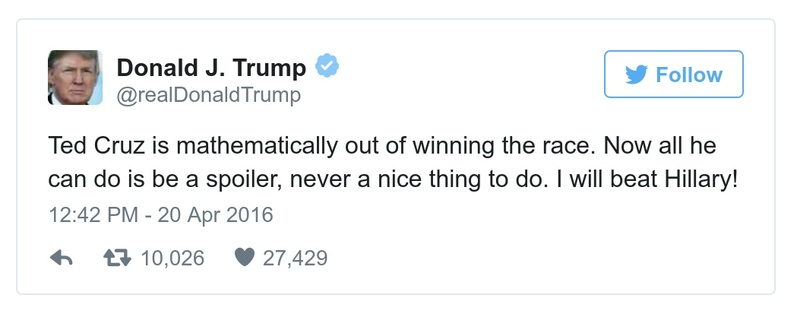 Donald J. Trump
@realDonaldTrump
Follow
Ted Cruz is mathematically out of winning the race. Now all he
can do is be a spoiler, never a nice thing to do. I will beat Hillary!
12:42 PM - 20 Apr 2016
10,026 27,429